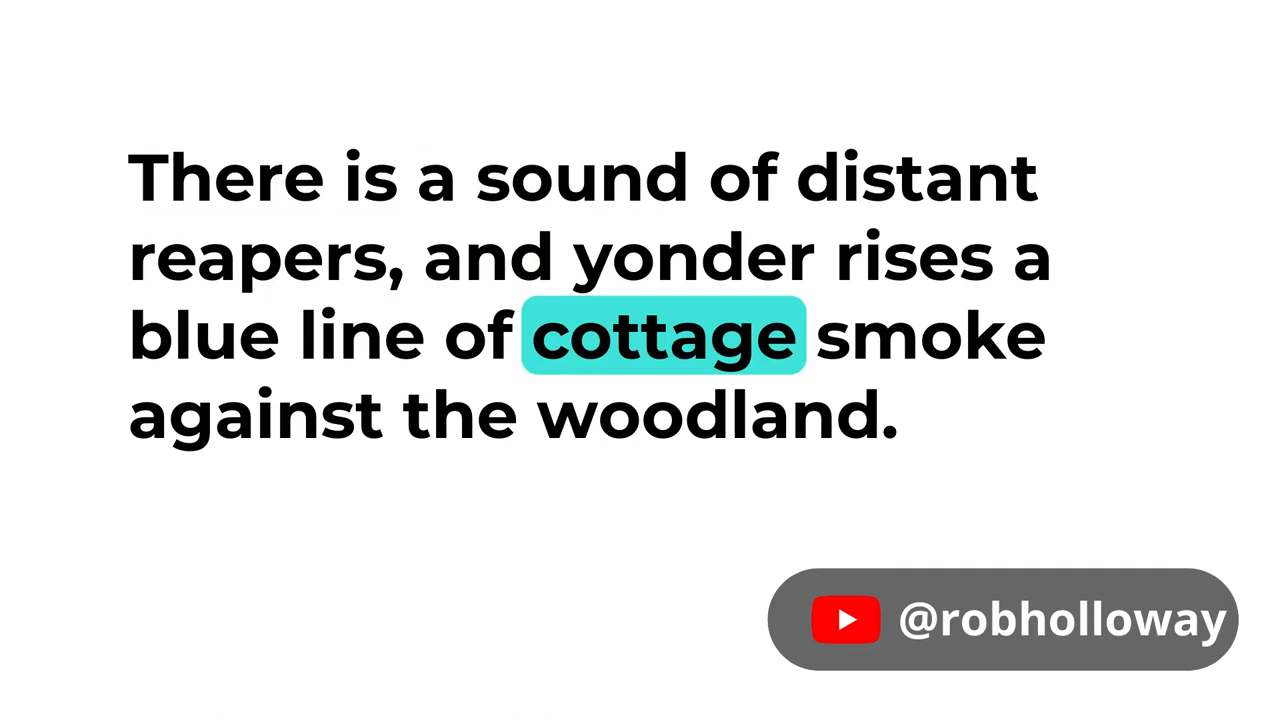 There is a sound of distant
reapers, and yonder rises a
blue line of cottage smoke
against the woodland.
@robholloway